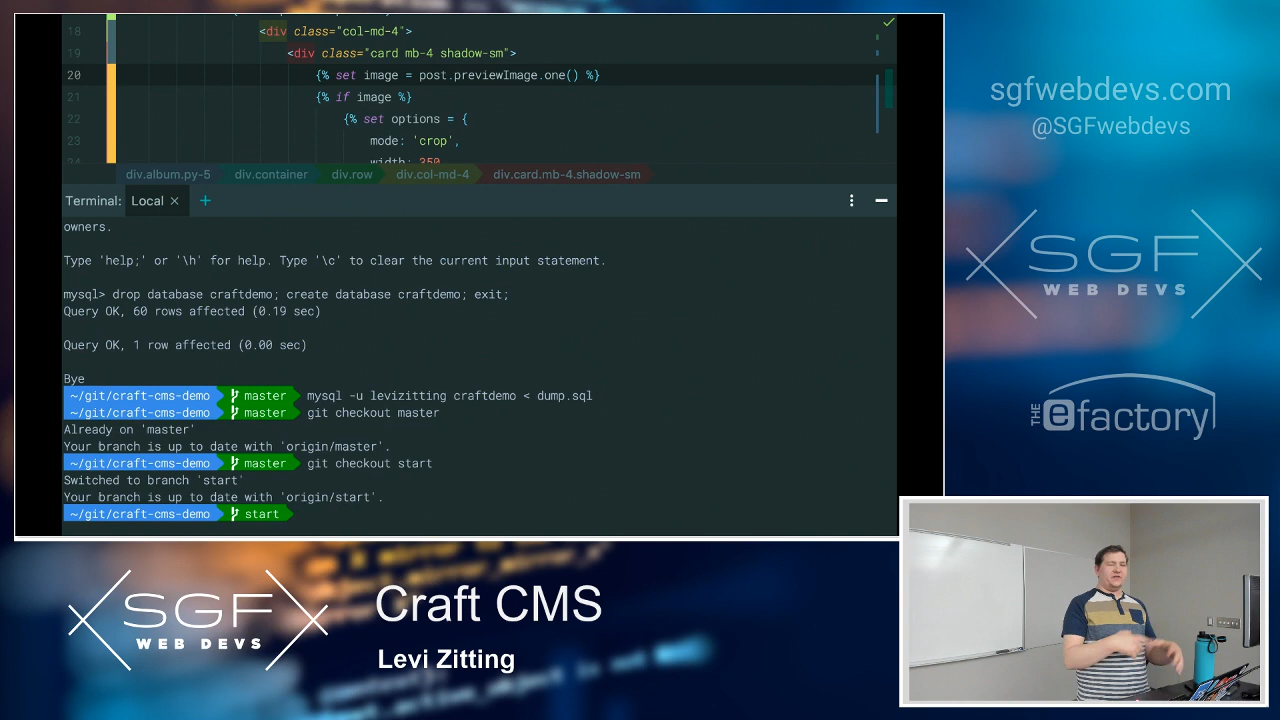 18 <div class="col-md-4">
19 <div class="card mb-4 shadow-sm">
20 {% set image = post.previewImage.one() %}
21 {% if image %}
22 {% set options = {
23 mode: 'crop',
24 width: 350
div.album.py-5 div.container div.row div.col-md-4 div.card.mb-4.shadow-sm
Terminal: Local × +
owners.
Type 'help;' or '\h' for help. Type '\c' to clear the current input statement.
mysql> drop database craftdemo; create database craftdemo; exit;
Query OK, 60 rows affected (0.19 sec)
Query OK, 1 row affected (0.00 sec)
Bye
~/git/craft-cms-demo master mysql -u levizitting craftdemo < dump.sql
~/git/craft-cms-demo master git checkout master
Already on 'master'
Your branch is up to date with 'origin/master'.
~/git/craft-cms-demo master git checkout start
Switched to branch 'start'
Your branch is up to date with 'origin/start'.
~/git/craft-cms-demo start
sgfwebdevs.com
@SGFwebdevs
SGF
WEB DEVS
THE efactory
SGF
WEB DEVS
Craft CMS
Levi Zitting